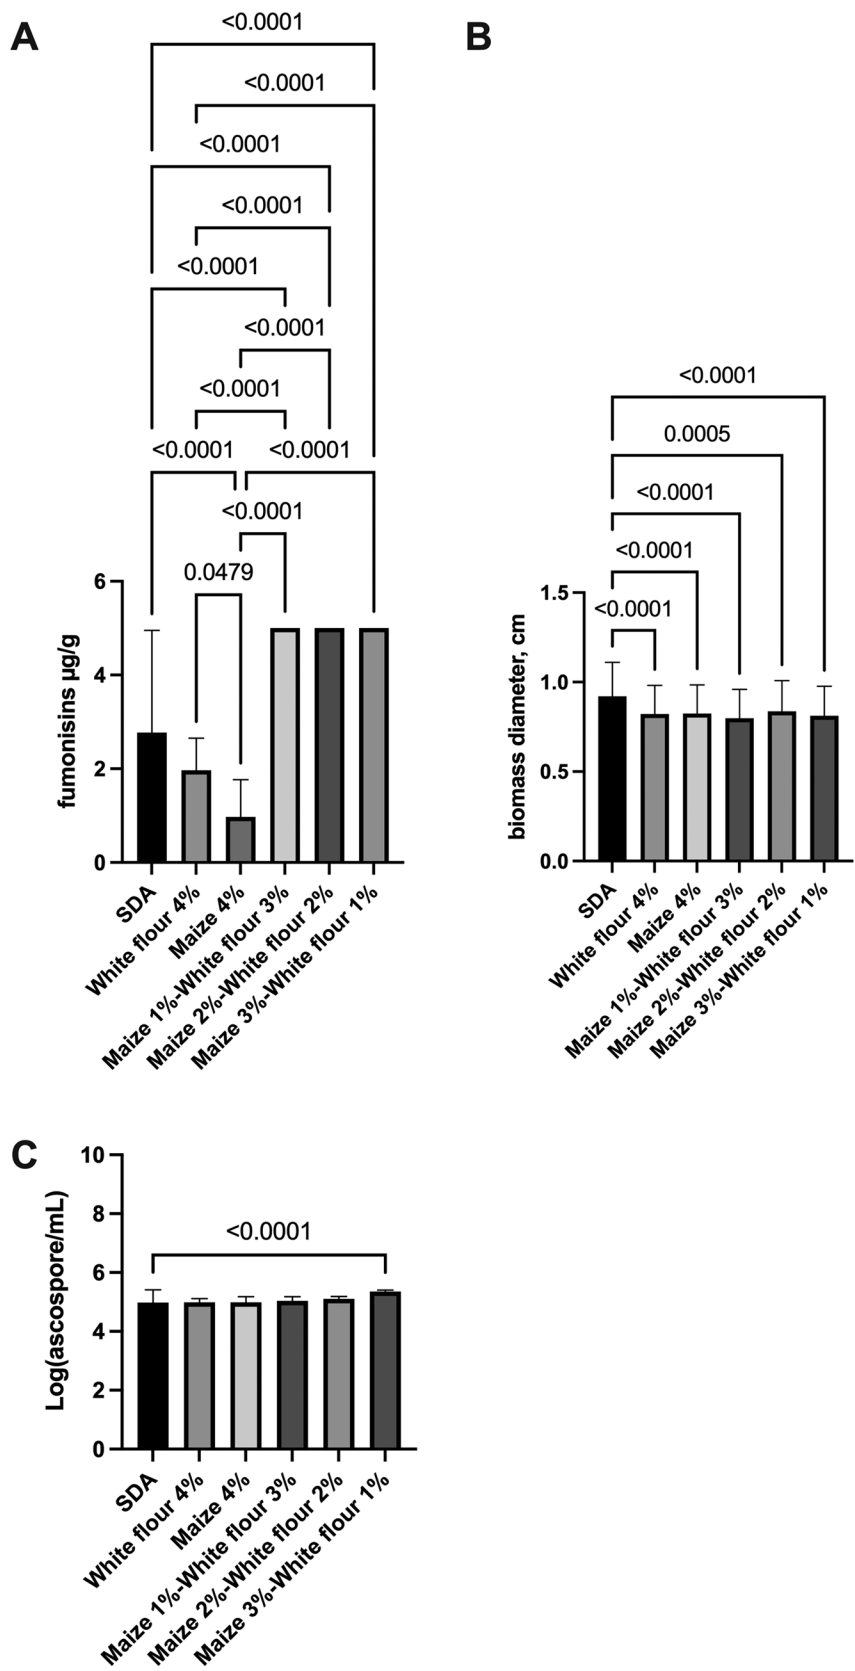 A
<0.0001
<0.0001
<0.0001
<0.0001
<0.0001
<0.0001
<0.0001
<0.0001 <0.0001
<0.0001
0.0479
fumonisins µg/g
6
4
2
0
SDA
White flour 4%
Maize 4%
Maize 1%-White flour 3%
Maize 2%-White flour 2%
Maize 3%-White flour 1%
B
<0.0001
0.0005
<0.0001
<0.0001
<0.0001
biomass diameter, cm
1.5
1.0
0.5
0.0
SDA
White flour 4%
Maize 4%
Maize 1%-White flour 3%
Maize 2%-White flour 2%
Maize 3%-White flour 1%
C
<0.0001
Log(ascospore/mL)
10
8
6
4
2
0
SDA
White flour 4%
Maize 4%
Maize 1%-White flour 3%
Maize 2%-White flour 2%
Maize 3%-White flour 1%